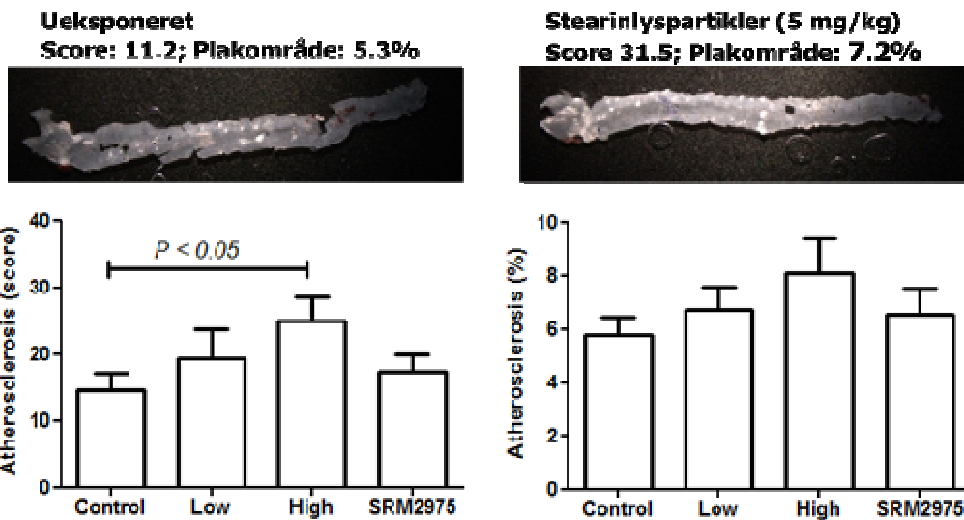 Ueksponeret
Score: 11.2; Plakområde: 5.3%
Stearinlyspartikler (5 mg/kg)
Score 31.5; Plakområde: 7.2%
Atherosclerosis (score)
40
30
20
10
0
P < 0.05
Control Low High SRM2975
Atherosclerosis (%)
10
8
6
4
2
0
Control Low High SRM2975